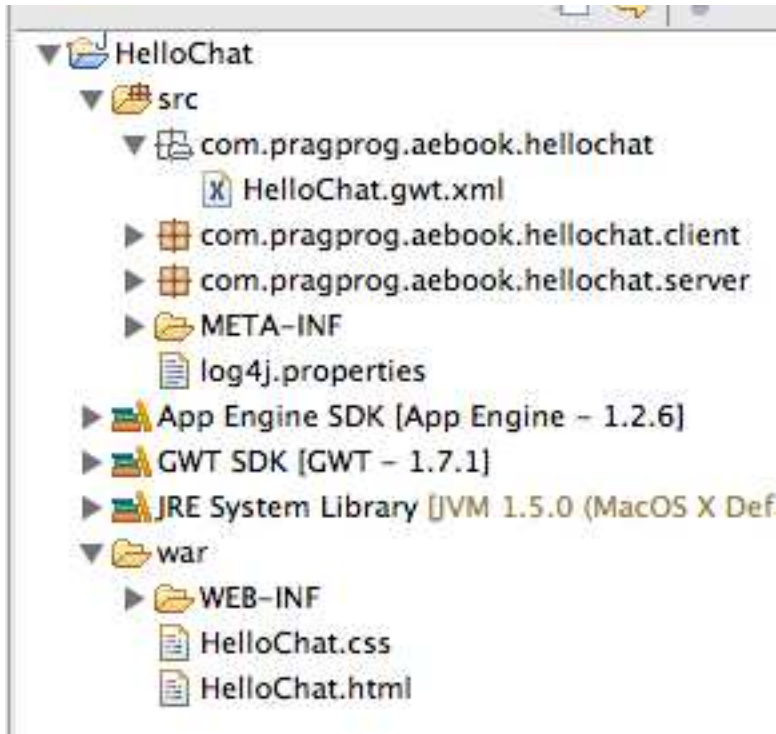 HelloChat
src
com.pragprog.aebook.hellochat
HelloChat.gwt.xml
com.pragprog.aebook.hellochat.client
com.pragprog.aebook.hellochat.server
META-INF
log4j.properties
App Engine SDK [App Engine - 1.2.6]
GWT SDK [GWT - 1.7.1]
JRE System Library [JVM 1.5.0 (MacOS X Def
war
WEB-INF
HelloChat.css
HelloChat.html